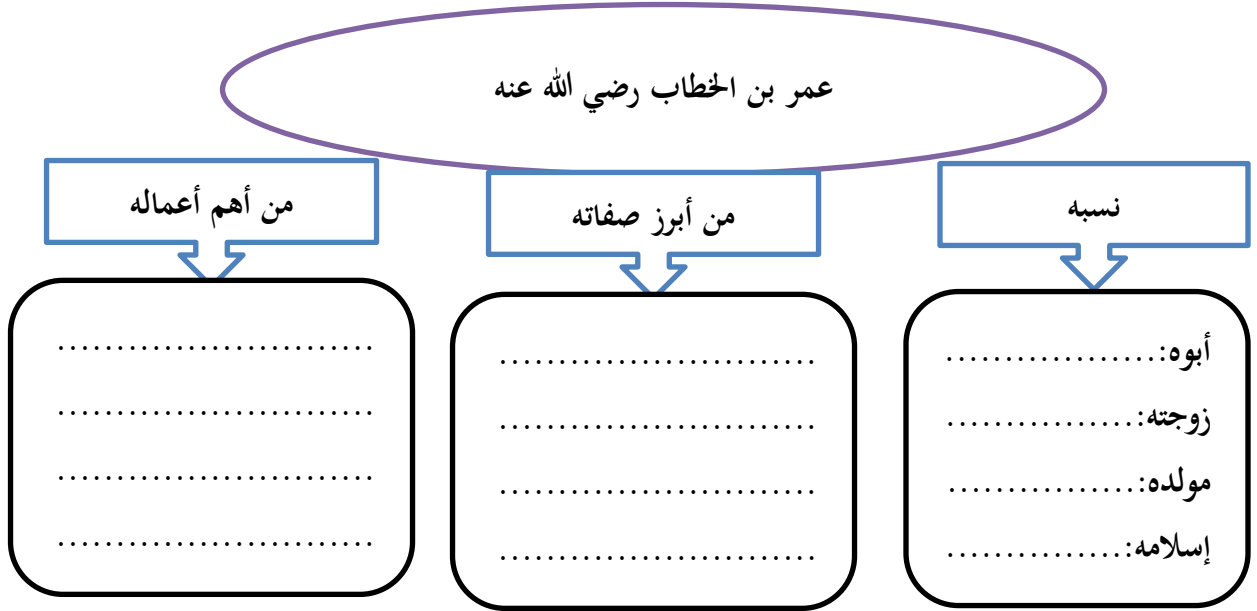 عمر بن الخطاب رضي الله عنه
نسبه
من أبرز صفاته
من أهم أعماله
أبوه:..................
زوجته:................
مولده:................
إسلامه:...............
...........................
...........................
...........................
...........................
...........................
...........................
...........................
...........................